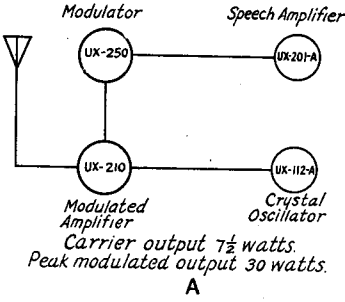 Modulator
Speech Amplifier
UX-250
UX-201-A
UX-210
UX-112-A
Modulated
Amplifier
Crystal
Oscillator
Carrier output 7½ watts.
Peak modulated output 30 watts.
A